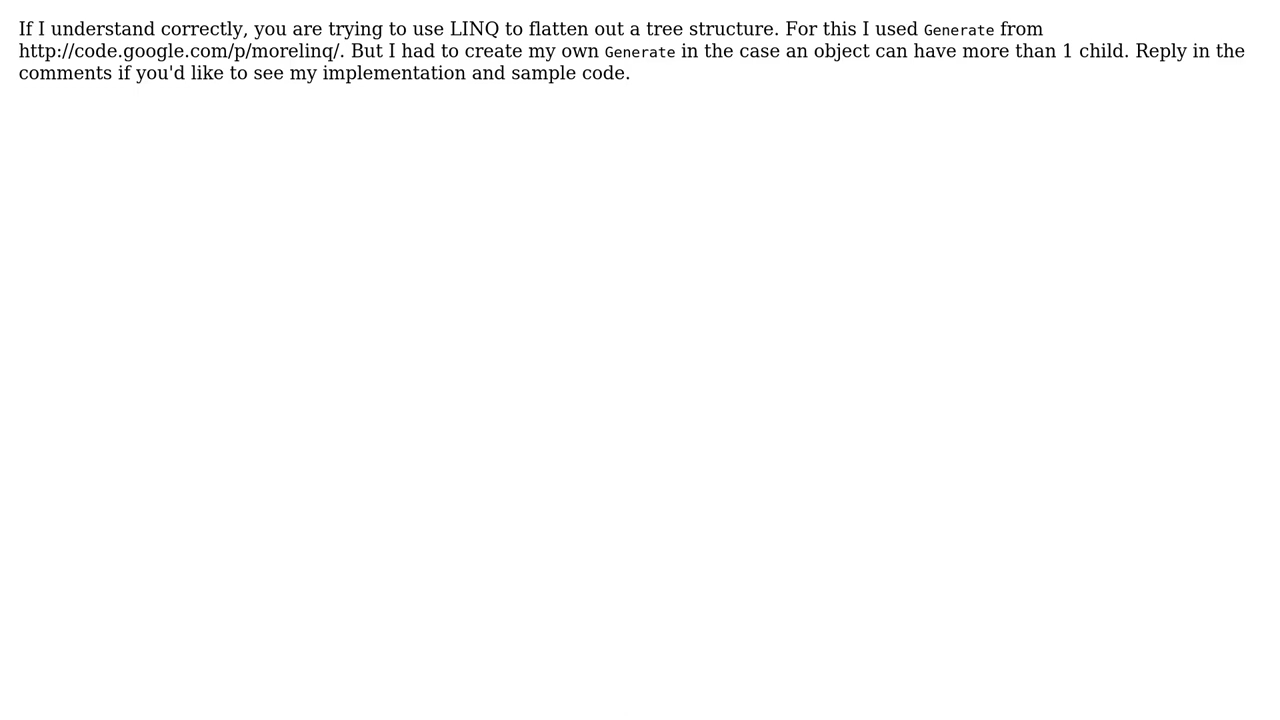 If I understand correctly, you are trying to use LINQ to flatten out a tree structure. For this I used Generate from
http://code.google.com/p/morelinq/. But I had to create my own Generate in the case an object can have more than 1 child. Reply in the
comments if you'd like to see my implementation and sample code.